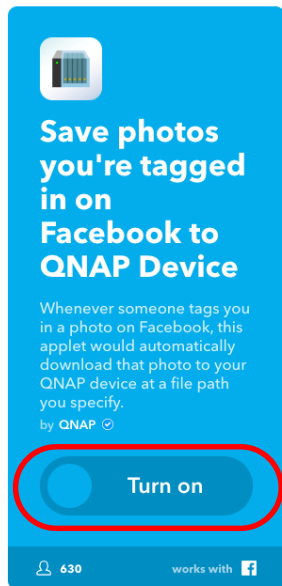 Save photos
you're tagged
in on
Facebook to
QNAP Device
Whenever someone tags you
in a photo on Facebook, this
applet would automatically
download that photo to your
QNAP device at a file path
you specify.
by QNAP
Turn on
630 works with f